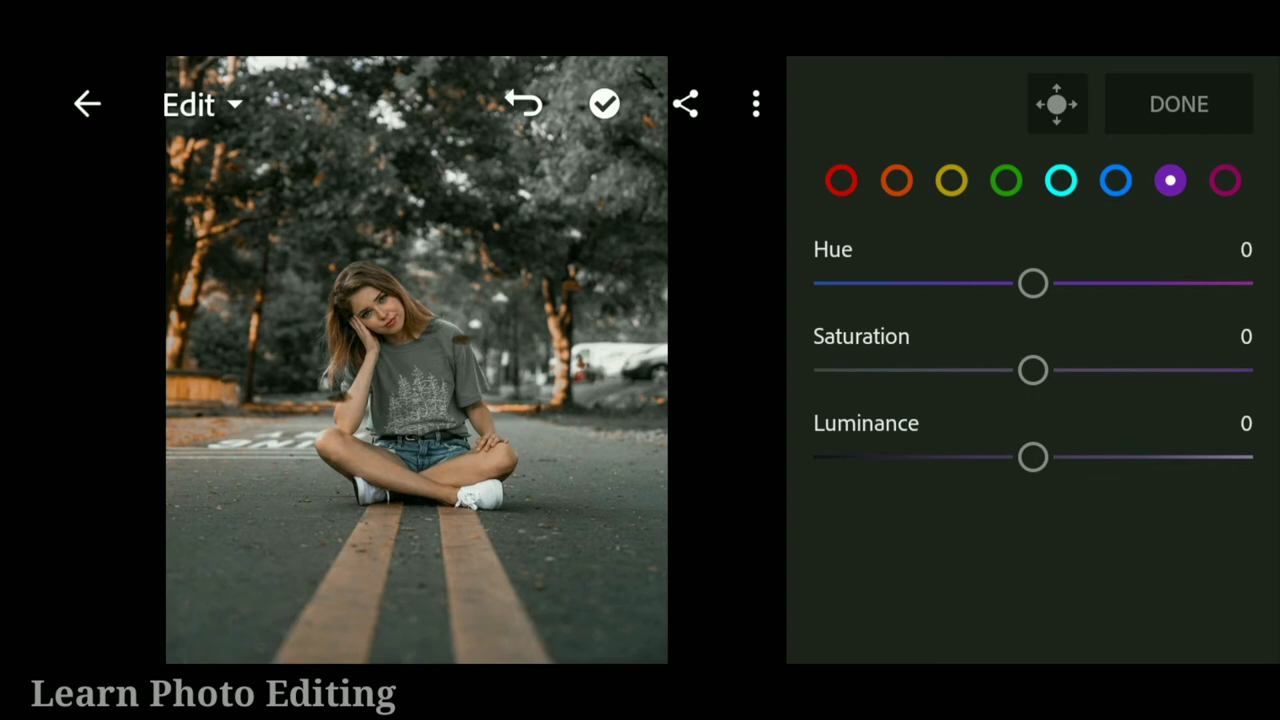 Edit
DONE
Hue 0
Saturation 0
Luminance 0
Learn Photo Editing